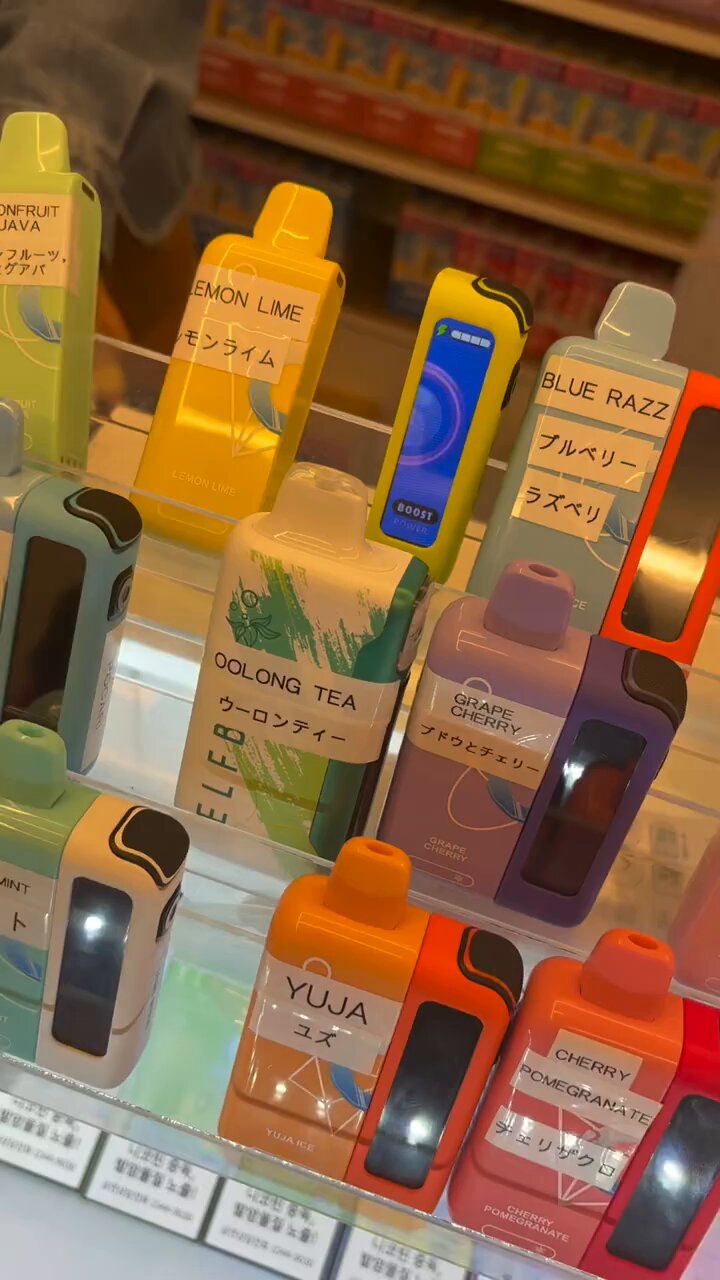 ONFRUIT
JAVA
フルーツ,
グアバ
LEMON LIME
レモンライム
LEMON LIME
BOOST
POWER
BLUE RAZZ
ブルベリー
ラズベリ
CE
OOLONG TEA
ウーロンティー
ELFB
GRAPE
CHERRY
ブドウとチェリー
GRAPE
CHERRY
MINT
ト
YUJA
ユズ
YUJA ICE
CHERRY
POMEGRANATE
チェリザクロ
CHERRY
POMEGRANATE